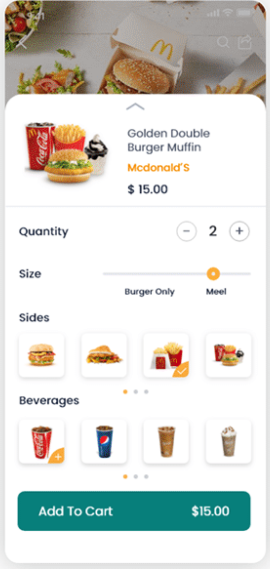 Golden Double
Burger Muffin
Mcdonald'S
$ 15.00
Quantity
2
Size
Burger Only
Meel
Sides
Beverages
Add To Cart
$15.00